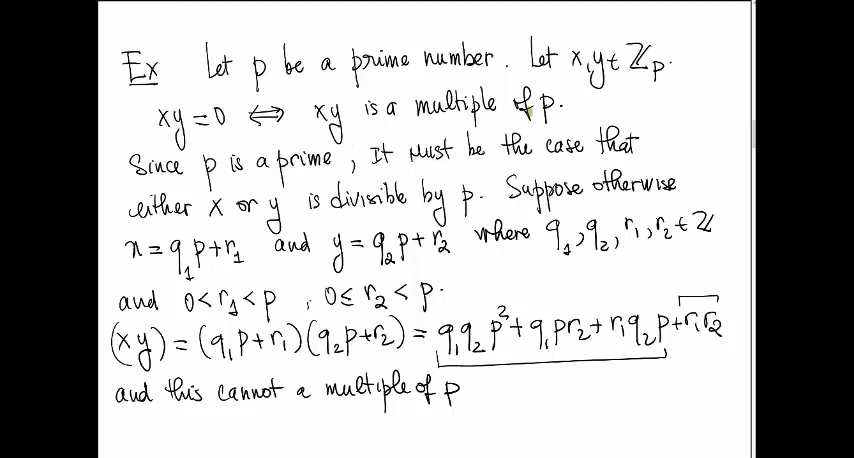 Ex Let p be a prime number. Let x, y ∈ ℤₚ.
xy = 0 ⟺ xy is a multiple of p.
Since p is a prime, It must be the case that
either x or y is divisible by p. Suppose otherwise
x = q₁p + r₁ and y = q₂p + r₂ where q₁, q₂, r₁, r₂ ∈ ℤ
and 0 < r₁ < p, 0 ≤ r₂ < p.
(xy) = (q₁p + r₁)(q₂p + r₂) = q₁q₂p² + q₁pr₂ + r₁q₂p + r₁r₂
and this cannot a multiple of p